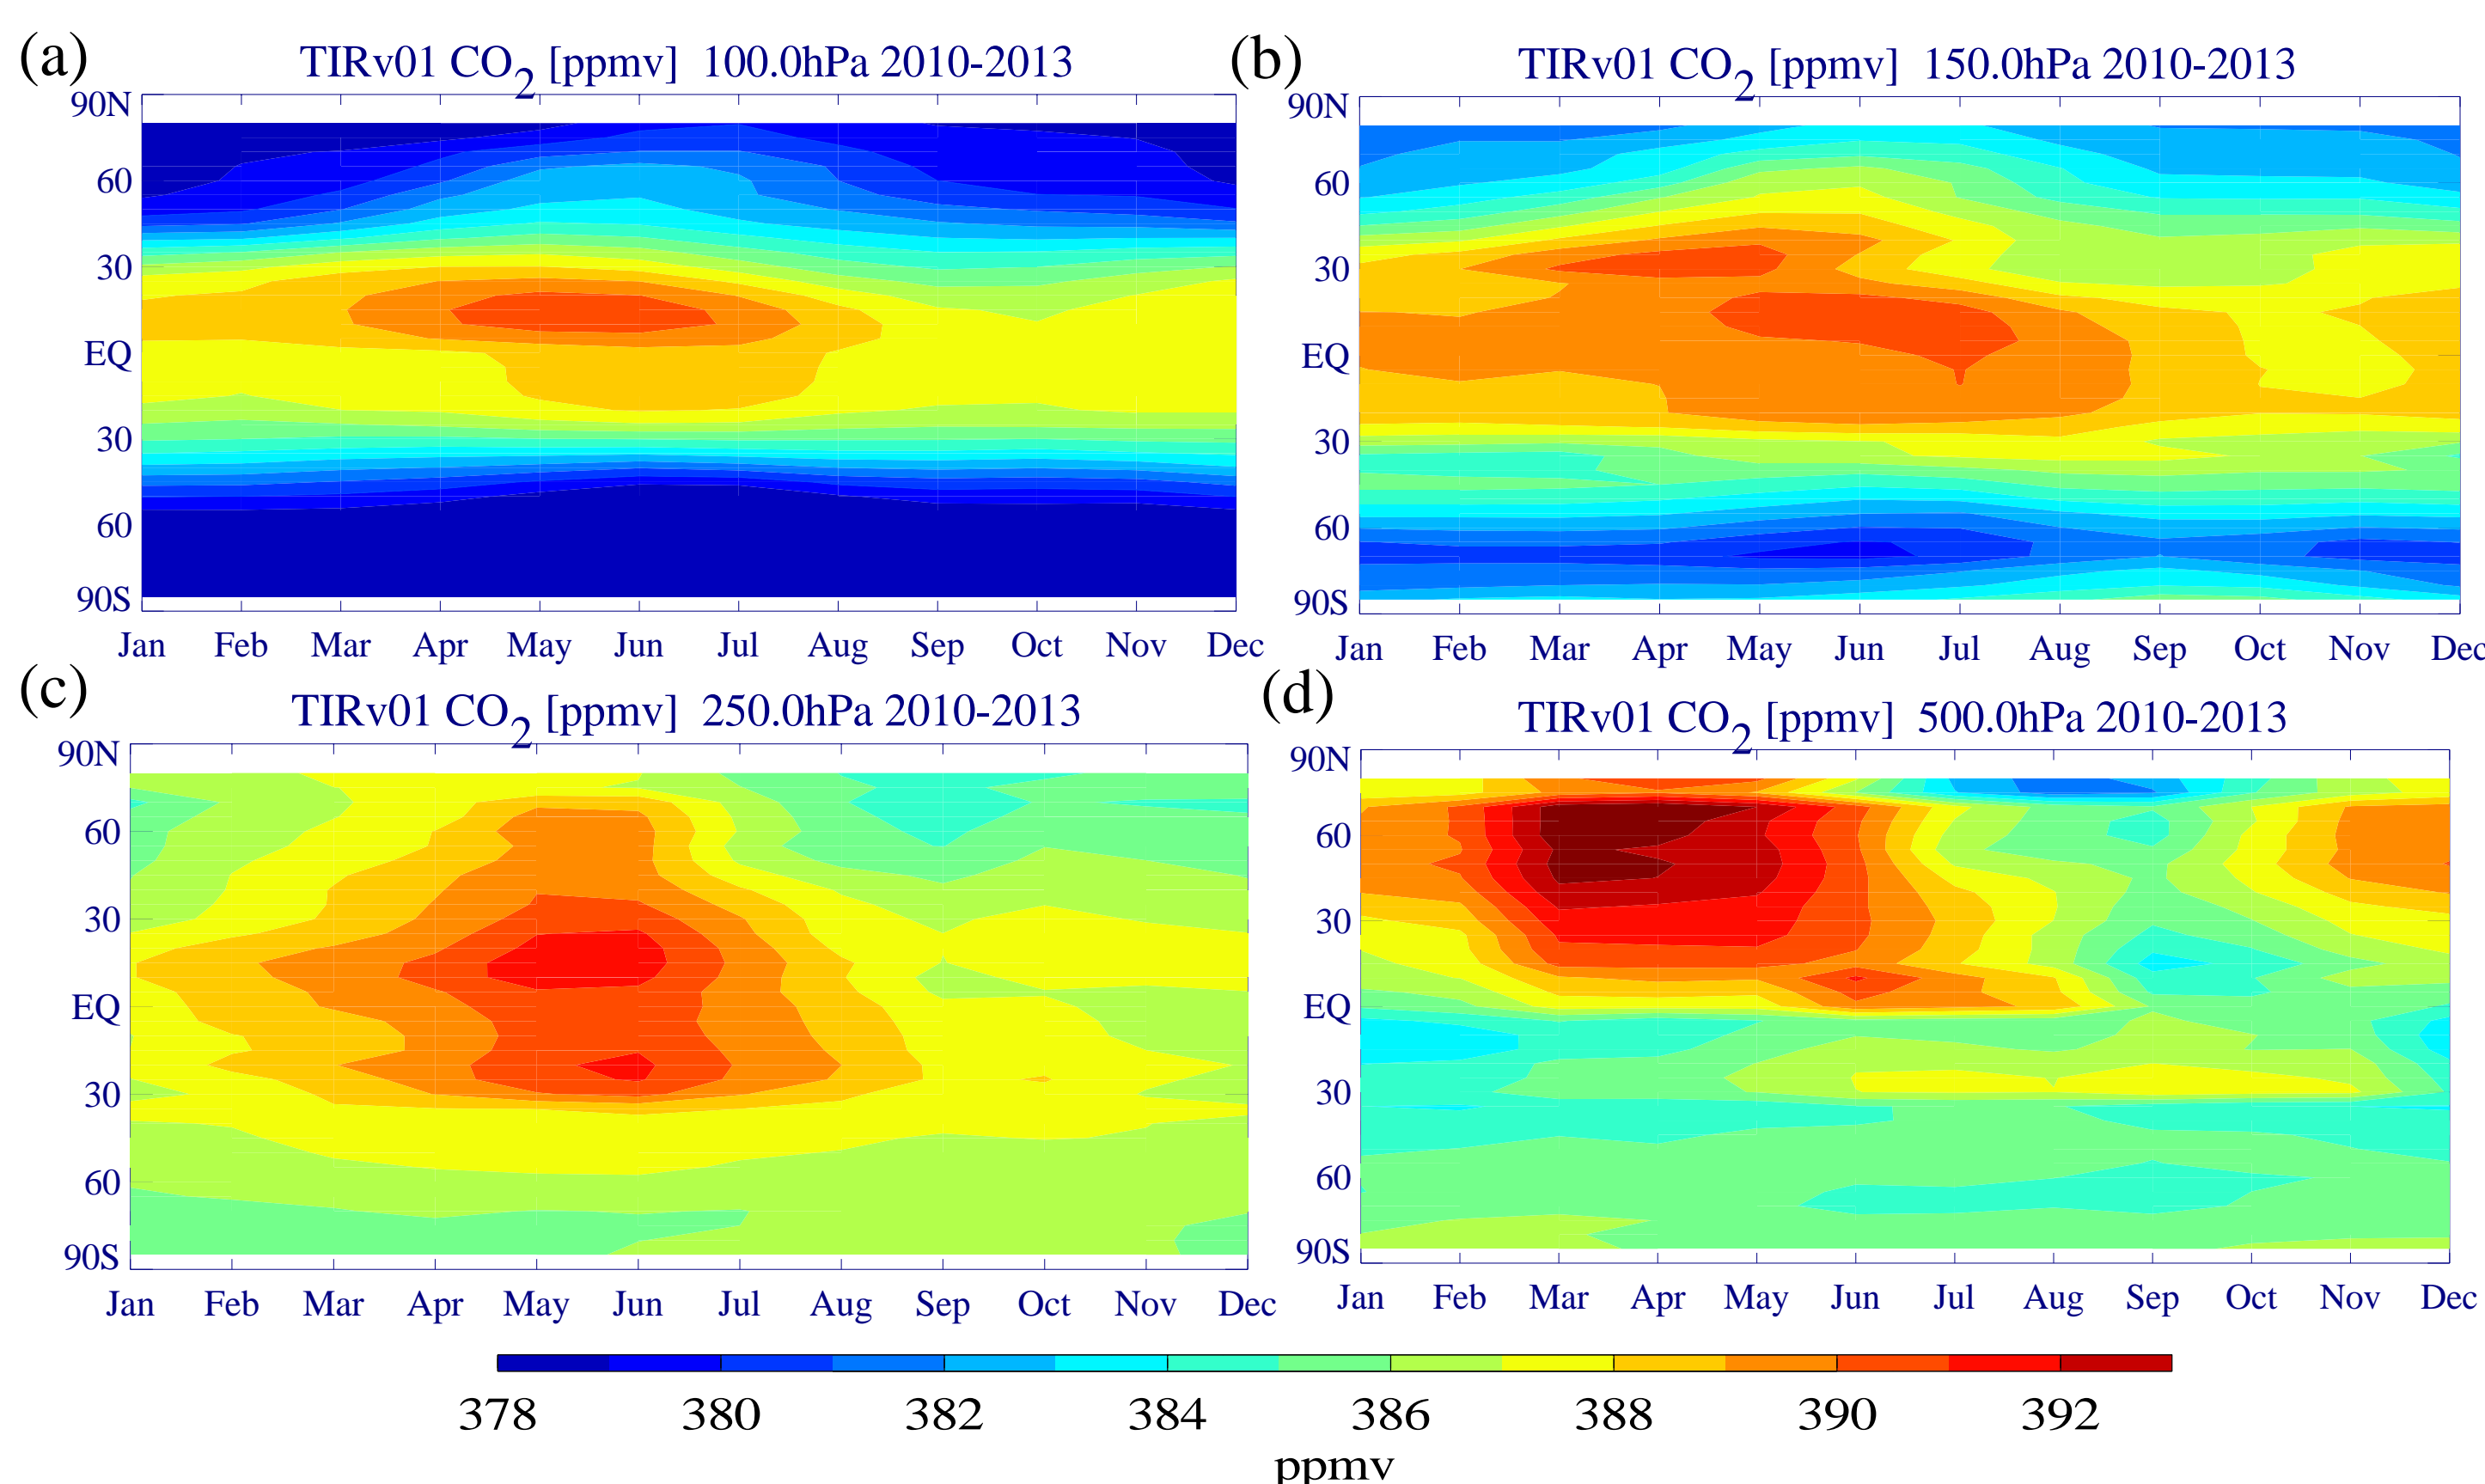 (a)
TIRv01 CO2 [ppmv] 100.0hPa 2010-2013
90N
60
30
EQ
30
60
90S
Jan Feb Mar Apr May Jun Jul Aug Sep Oct Nov Dec
(b)
TIRv01 CO2 [ppmv] 150.0hPa 2010-2013
90N
60
30
EQ
30
60
90S
Jan Feb Mar Apr May Jun Jul Aug Sep Oct Nov Dec
(c)
TIRv01 CO2 [ppmv] 250.0hPa 2010-2013
90N
60
30
EQ
30
60
90S
Jan Feb Mar Apr May Jun Jul Aug Sep Oct Nov Dec
(d)
TIRv01 CO2 [ppmv] 500.0hPa 2010-2013
90N
60
30
EQ
30
60
90S
Jan Feb Mar Apr May Jun Jul Aug Sep Oct Nov Dec
378 380 382 384 386 388 390 392
ppmv